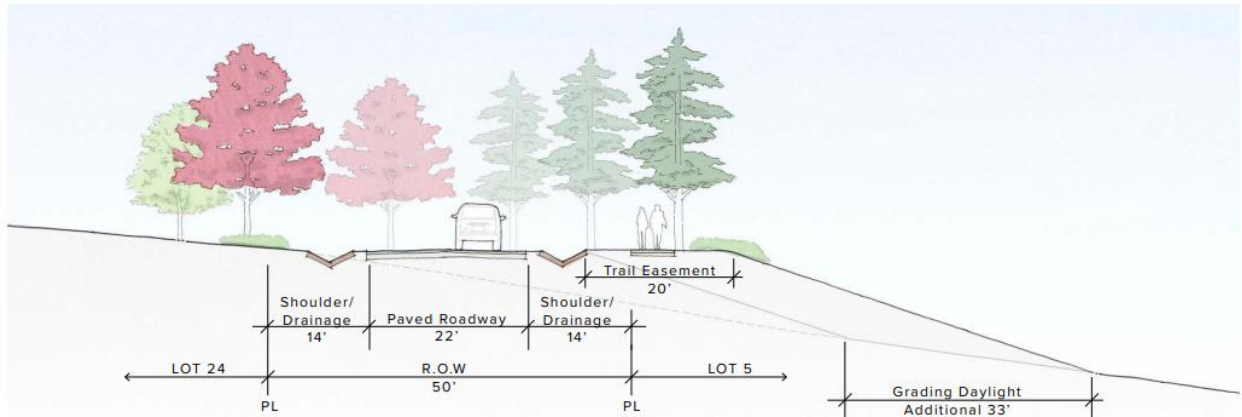 Trail Easement
20'
Shoulder/
Drainage
14'
Paved Roadway
22'
Shoulder/
Drainage
14'
LOT 24
R.O.W
50'
LOT 5
PL
PL
Grading Daylight
Additional 33'